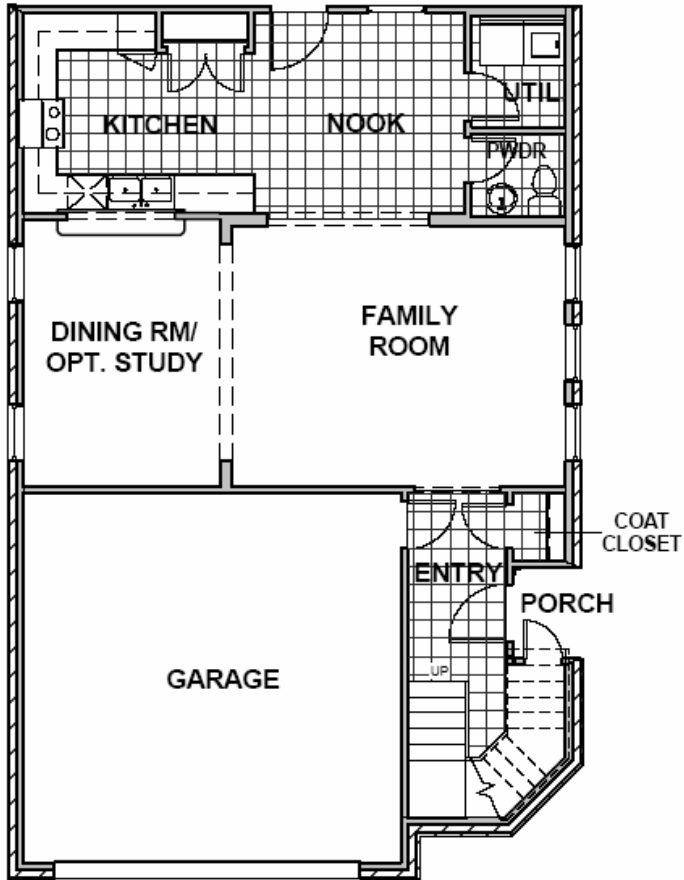 UTIL
KITCHEN
NOOK
PWDR
DINING RM/
OPT. STUDY
FAMILY
ROOM
COAT
CLOSET
ENTRY
PORCH
UP
GARAGE